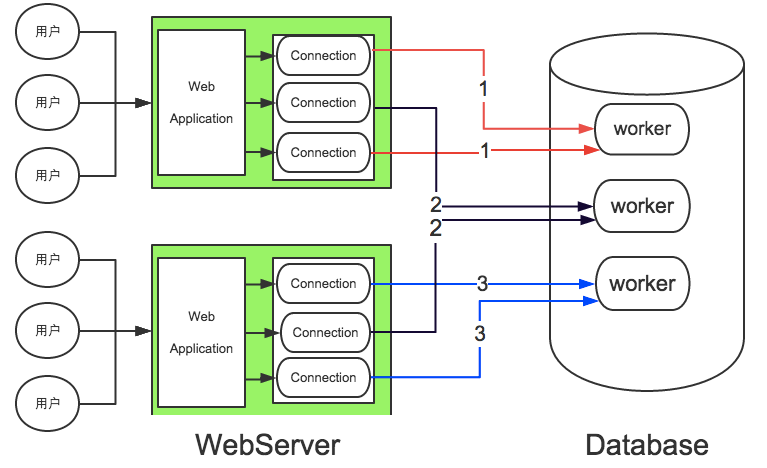 用户
用户
用户
Web
Application
Connection
Connection
Connection
1
1
worker
worker
worker
2
2
用户
用户
用户
Web
Application
Connection
Connection
Connection
3
3
WebServer
Database